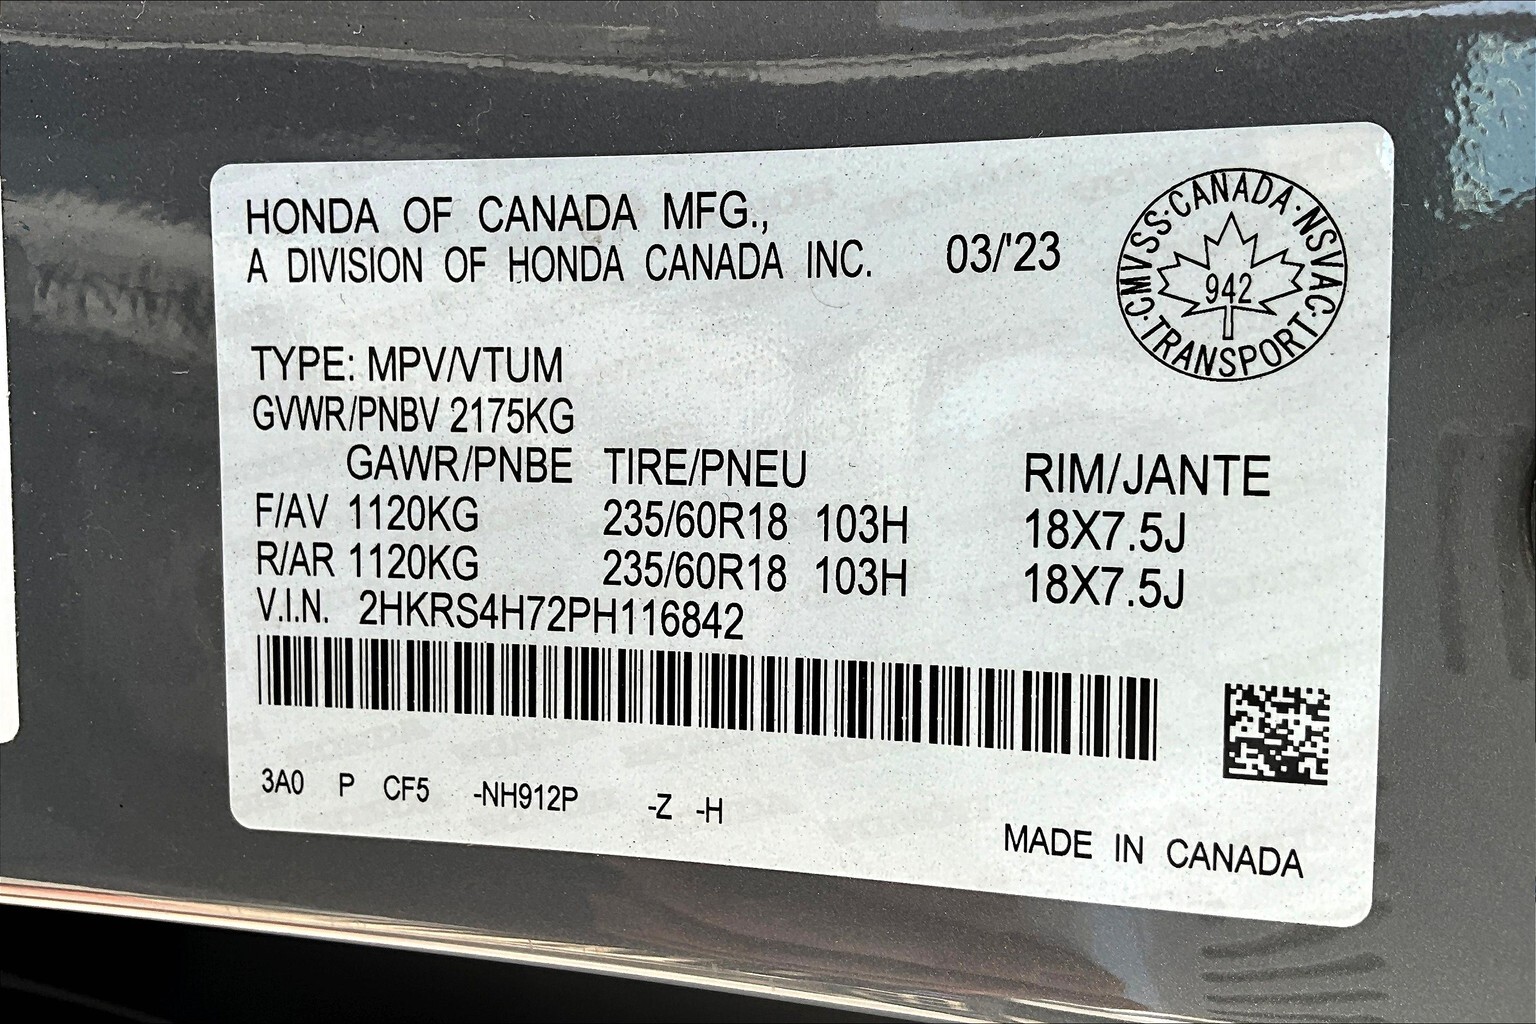 HONDA OF CANADA MFG.,
A DIVISION OF HONDA CANADA INC. 03/'23
CMVSS·CANADA·NSVAC·TRANSPORT·
942
TYPE: MPV/VTUM
GVWR/PNBV 2175KG
GAWR/PNBE TIRE/PNEU RIM/JANTE
F/AV 1120KG 235/60R18 103H 18X7.5J
R/AR 1120KG 235/60R18 103H 18X7.5J
V.I.N. 2HKRS4H72PH116842
3A0 P CF5 -NH912P -Z -H
MADE IN CANADA